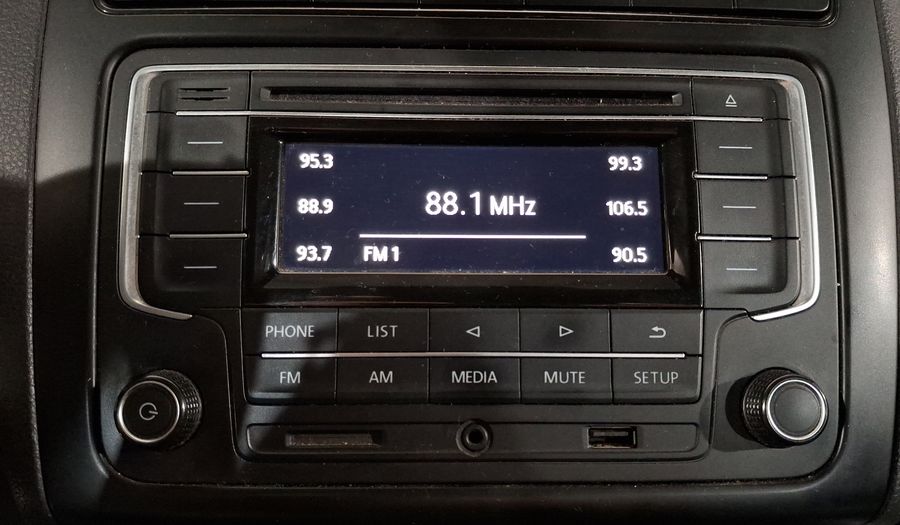 95.3 99.3
88.9 88.1 MHz 106.5
93.7 FM 1 90.5
PHONE LIST
FM AM MEDIA MUTE SETUP